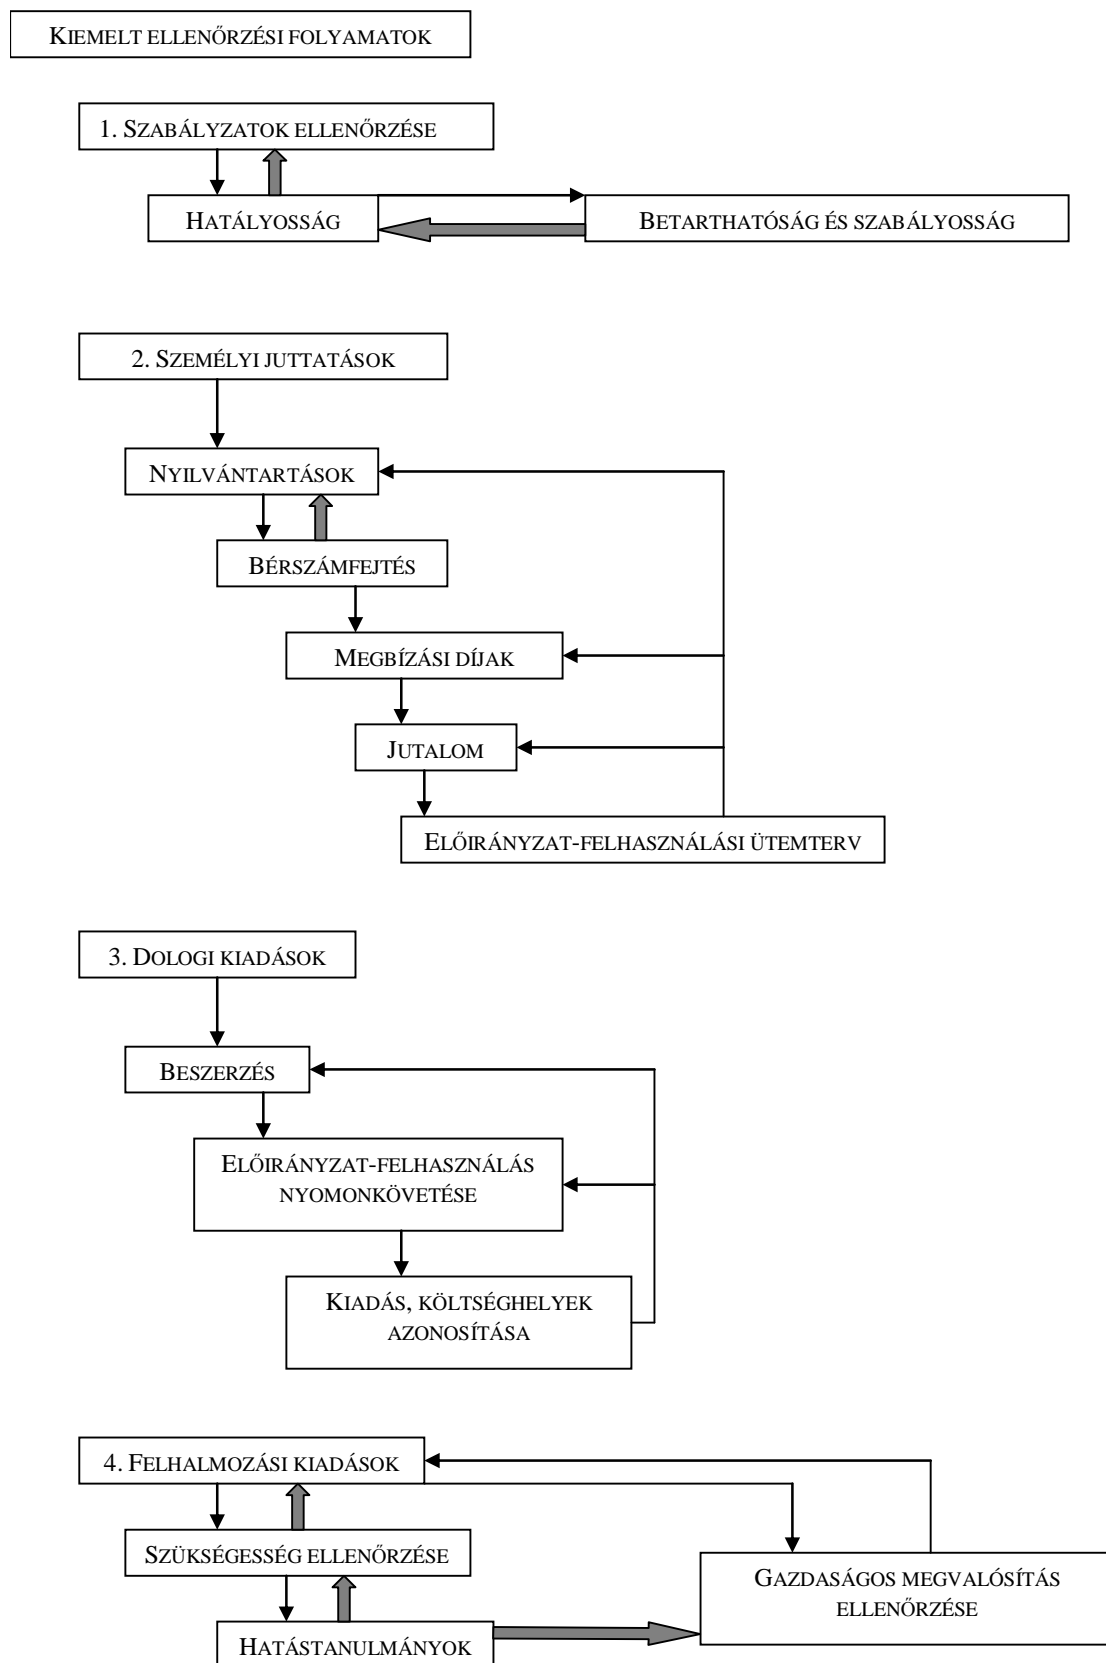 KIEMELT ELLENŐRZÉSI FOLYAMATOK
1. SZABÁLYZATOK ELLENŐRZÉSE
HATÁLYOSSÁG
BETARTHATÓSÁG ÉS SZABÁLYOSSÁG
2. SZEMÉLYI JUTTATÁSOK
NYILVÁNTARTÁSOK
BÉRSZÁMFEJTÉS
MEGBÍZÁSI DÍJAK
JUTALOM
ELŐIRÁNYZAT-FELHASZNÁLÁSI ÜTEMTERV
3. DOLOGI KIADÁSOK
BESZERZÉS
ELŐIRÁNYZAT-FELHASZNÁLÁS
NYOMONKÖVETÉSE
KIADÁS, KÖLTSÉGHELYEK
AZONOSÍTÁSA
4. FELHALMOZÁSI KIADÁSOK
SZÜKSÉGESSÉG ELLENŐRZÉSE
GAZDASÁGOS MEGVALÓSÍTÁS
ELLENŐRZÉSE
HATÁSTANULMÁNYOK